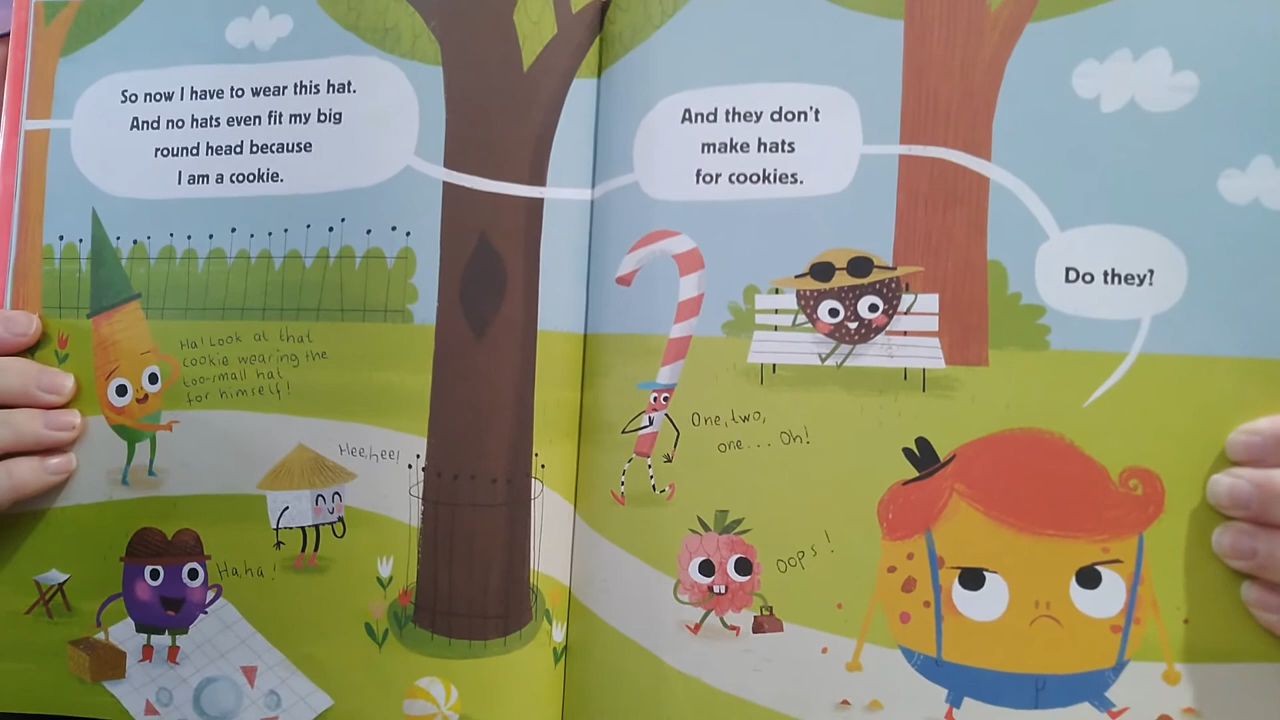 So now I have to wear this hat.
And no hats even fit my big
round head because
I am a cookie.
Ha! Look at that
cookie wearing the
too-small hat
for himself!
Hee, hee!
Ha, ha!
And they don't
make hats
for cookies.
Do they?
One, two,
one... Oh!
Oops!